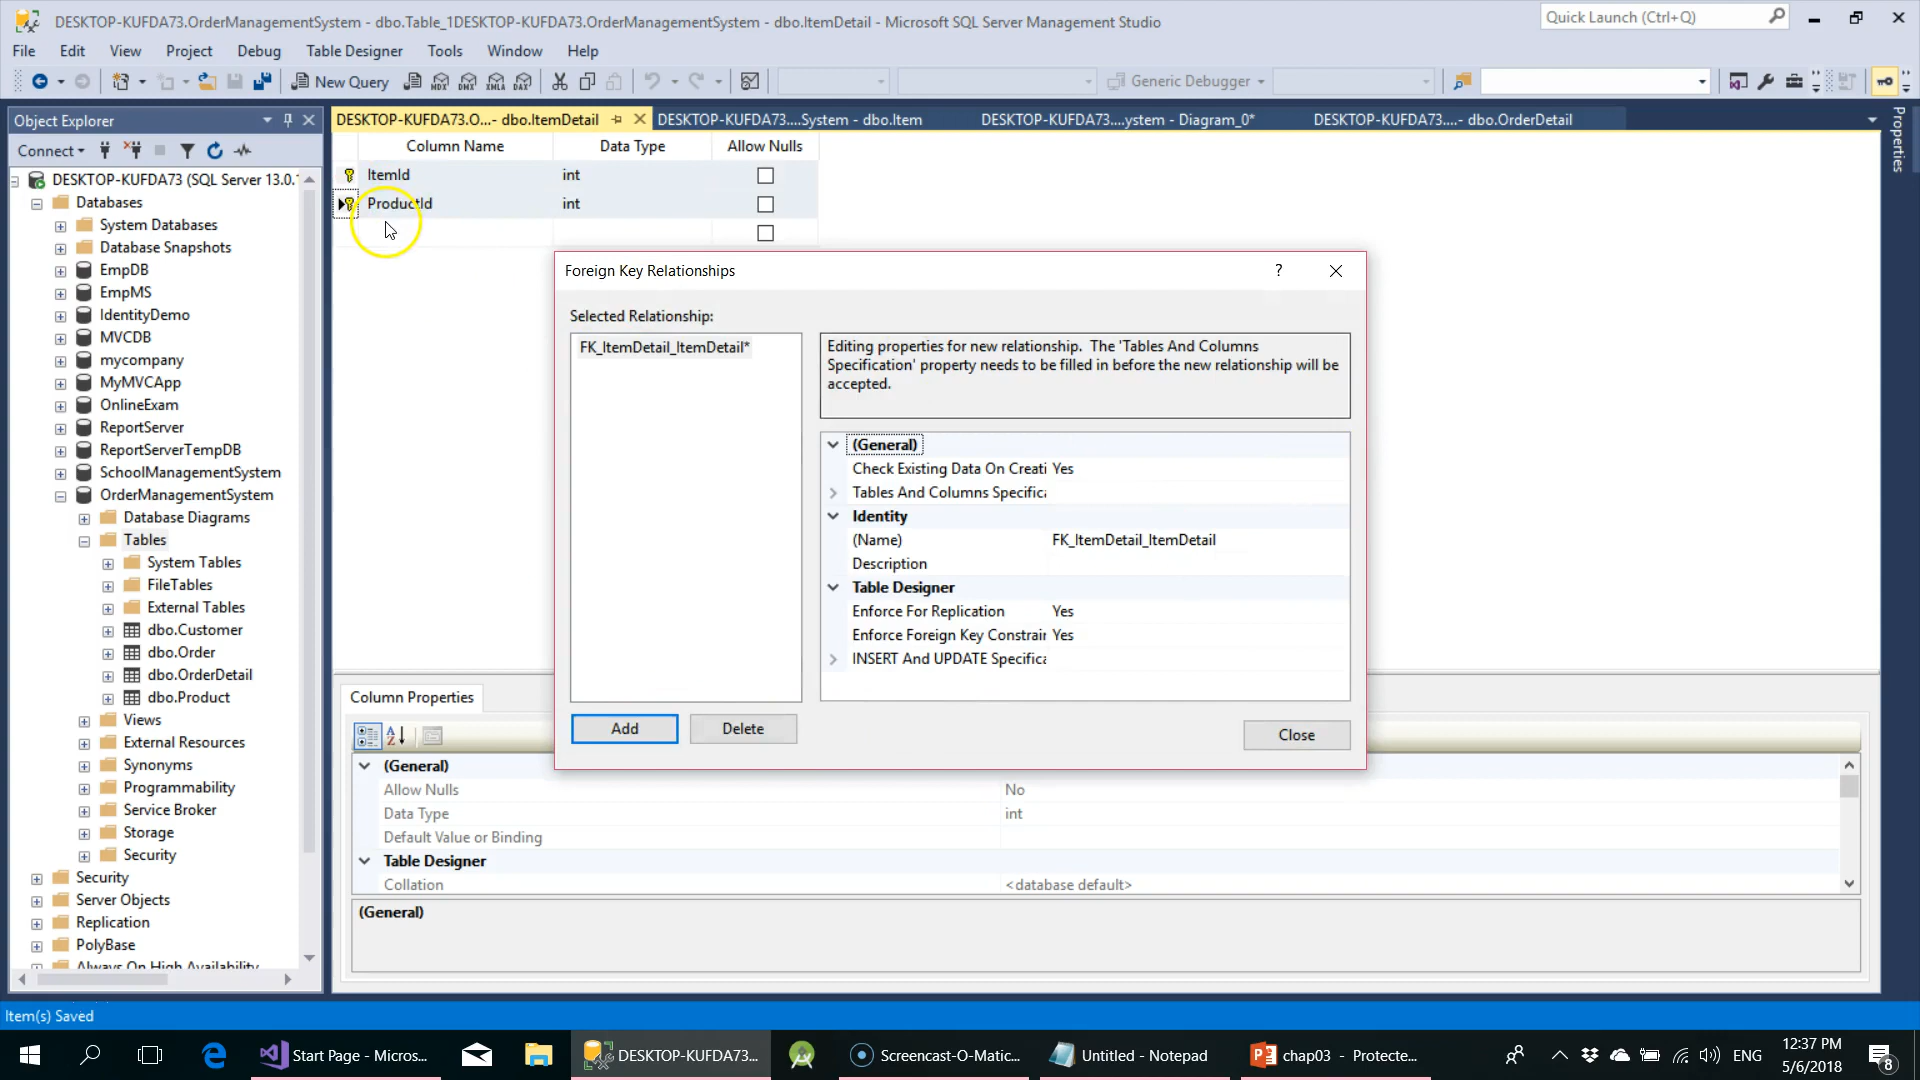 DESKTOP-KUFDA73.OrderManagementSystem - dbo.Table_1DESKTOP-KUFDA73.OrderManagementSystem - dbo.ItemDetail - Microsoft SQL Server Management Studio
Quick Launch (Ctrl+Q)
File Edit View Project Debug Table Designer Tools Window Help
New Query
MDX DMX XMLA DAX
Generic Debugger
Object Explorer
DESKTOP-KUFDA73.O...- dbo.ItemDetail
DESKTOP-KUFDA73....System - dbo.Item
DESKTOP-KUFDA73....ystem - Diagram_0*
DESKTOP-KUFDA73....- dbo.OrderDetail
Properties
Connect
DESKTOP-KUFDA73 (SQL Server 13.0.1
Databases
System Databases
Database Snapshots
EmpDB
EmpMS
IdentityDemo
MVCDB
mycompany
MyMVCApp
OnlineExam
ReportServer
ReportServerTempDB
SchoolManagementSystem
OrderManagementSystem
Database Diagrams
Tables
System Tables
FileTables
External Tables
dbo.Customer
dbo.Order
dbo.OrderDetail
dbo.Product
Views
External Resources
Synonyms
Programmability
Service Broker
Storage
Security
Security
Server Objects
Replication
PolyBase
Always On High Availability
Column Name Data Type Allow Nulls
ItemId int
ProductId int
Foreign Key Relationships
?
Selected Relationship:
FK_ItemDetail_ItemDetail*
Editing properties for new relationship. The 'Tables And Columns
Specification' property needs to be filled in before the new relationship will be
accepted.
(General)
Check Existing Data On Creati Yes
Tables And Columns Specifica
Identity
(Name) FK_ItemDetail_ItemDetail
Description
Table Designer
Enforce For Replication Yes
Enforce Foreign Key Constrain Yes
INSERT And UPDATE Specifica
Add Delete Close
Column Properties
(General)
Allow Nulls No
Data Type int
Default Value or Binding
Table Designer
Collation <database default>
(General)
Item(s) Saved
Start Page - Micros...
DESKTOP-KUFDA73...
Screencast-O-Matic...
Untitled - Notepad
chap03 - Protecte...
ENG
12:37 PM
5/6/2018
8